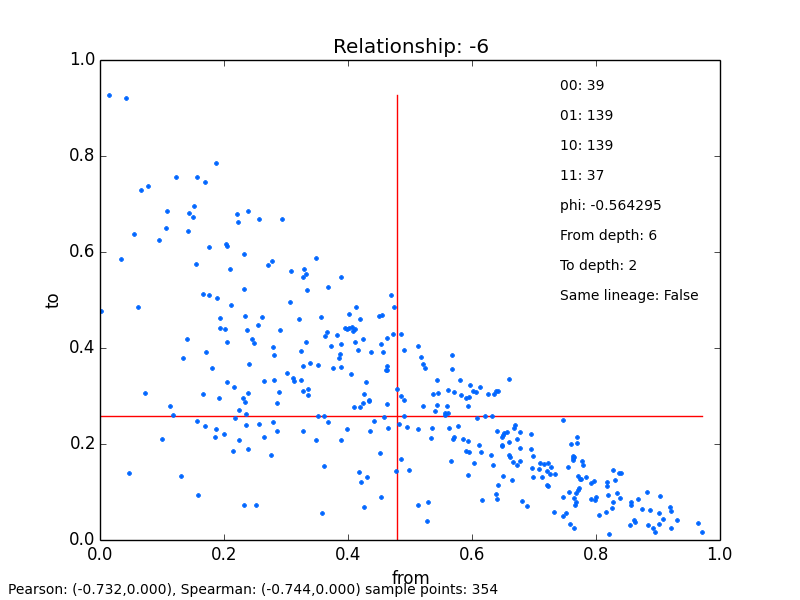 Relationship: -6
1.0
0.8
0.6
0.4
0.2
0.0
to
00: 39
01: 139
10: 139
11: 37
phi: -0.564295
From depth: 6
To depth: 2
Same lineage: False
0.0 0.2 0.4 0.6 0.8 1.0
from
Pearson: (-0.732,0.000), Spearman: (-0.744,0.000) sample points: 354